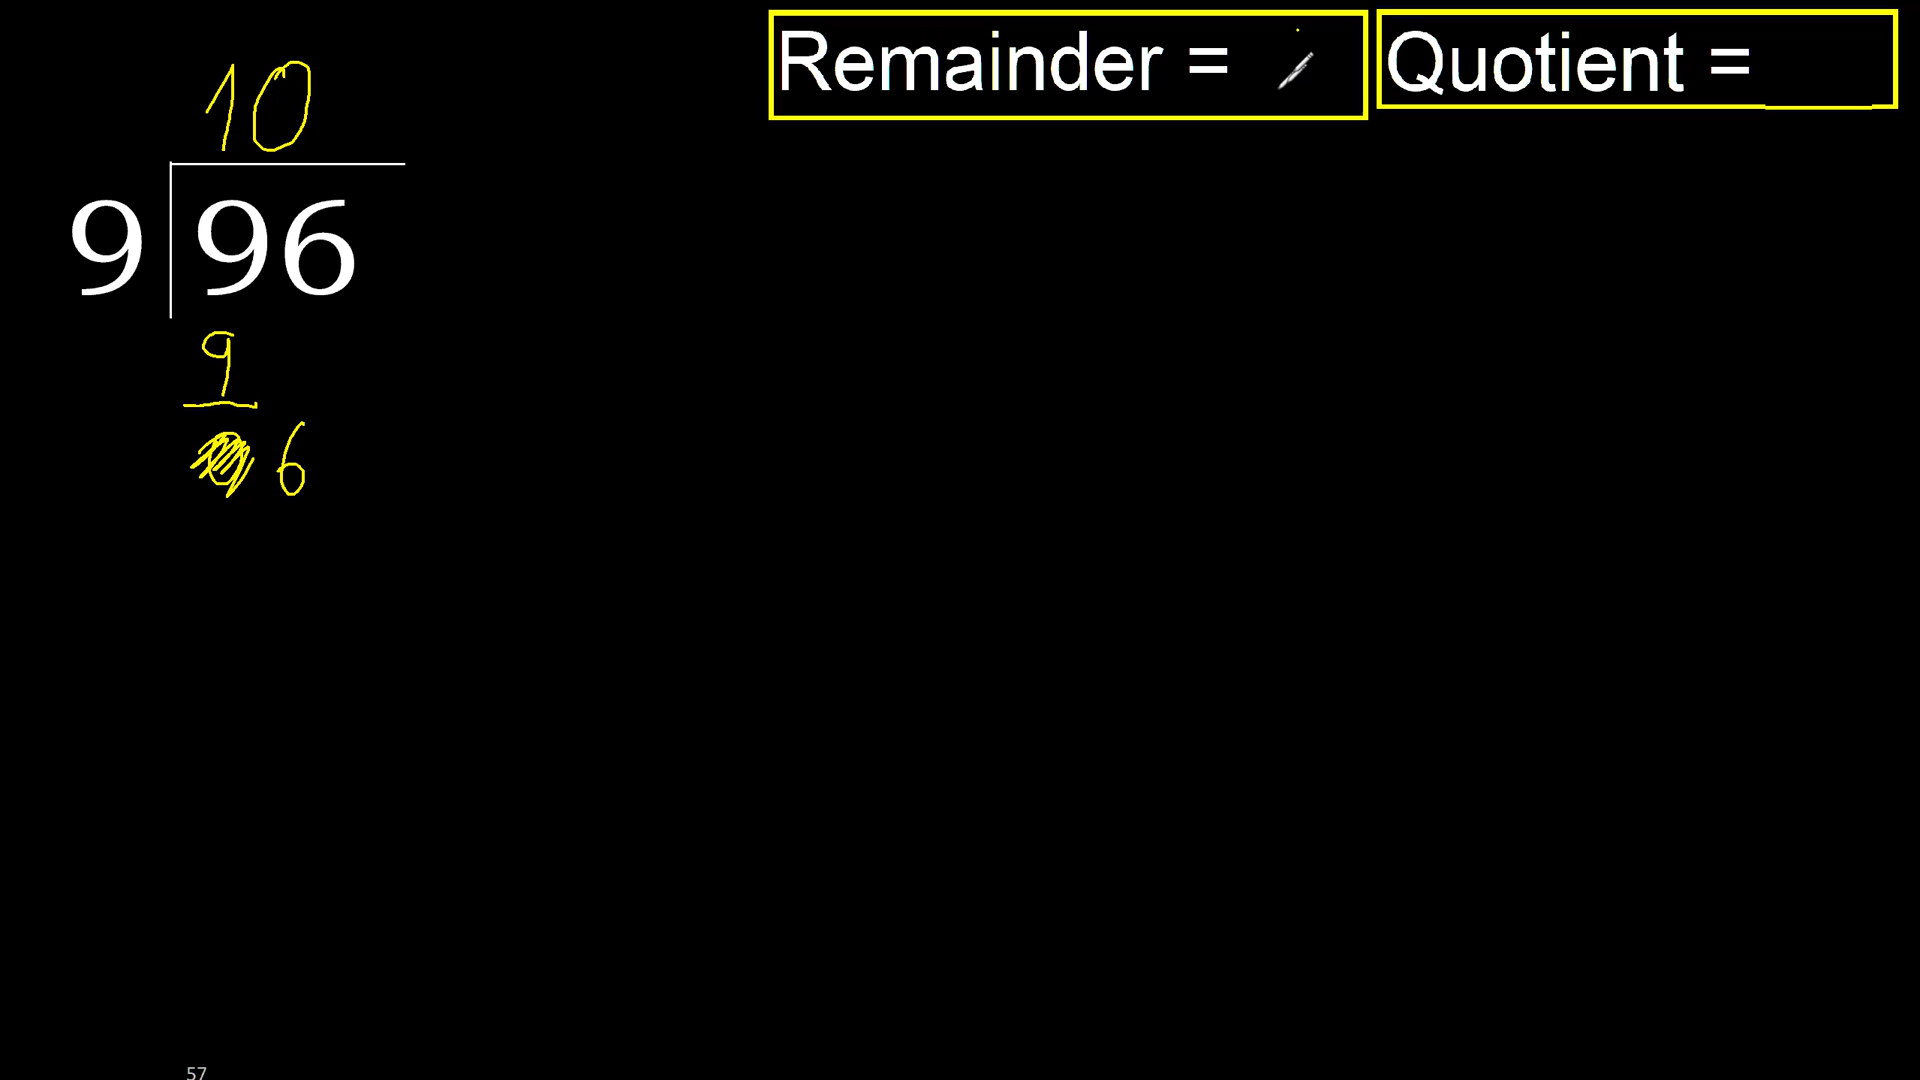 Remainder =
Quotient =
10
9 96
9
6
57